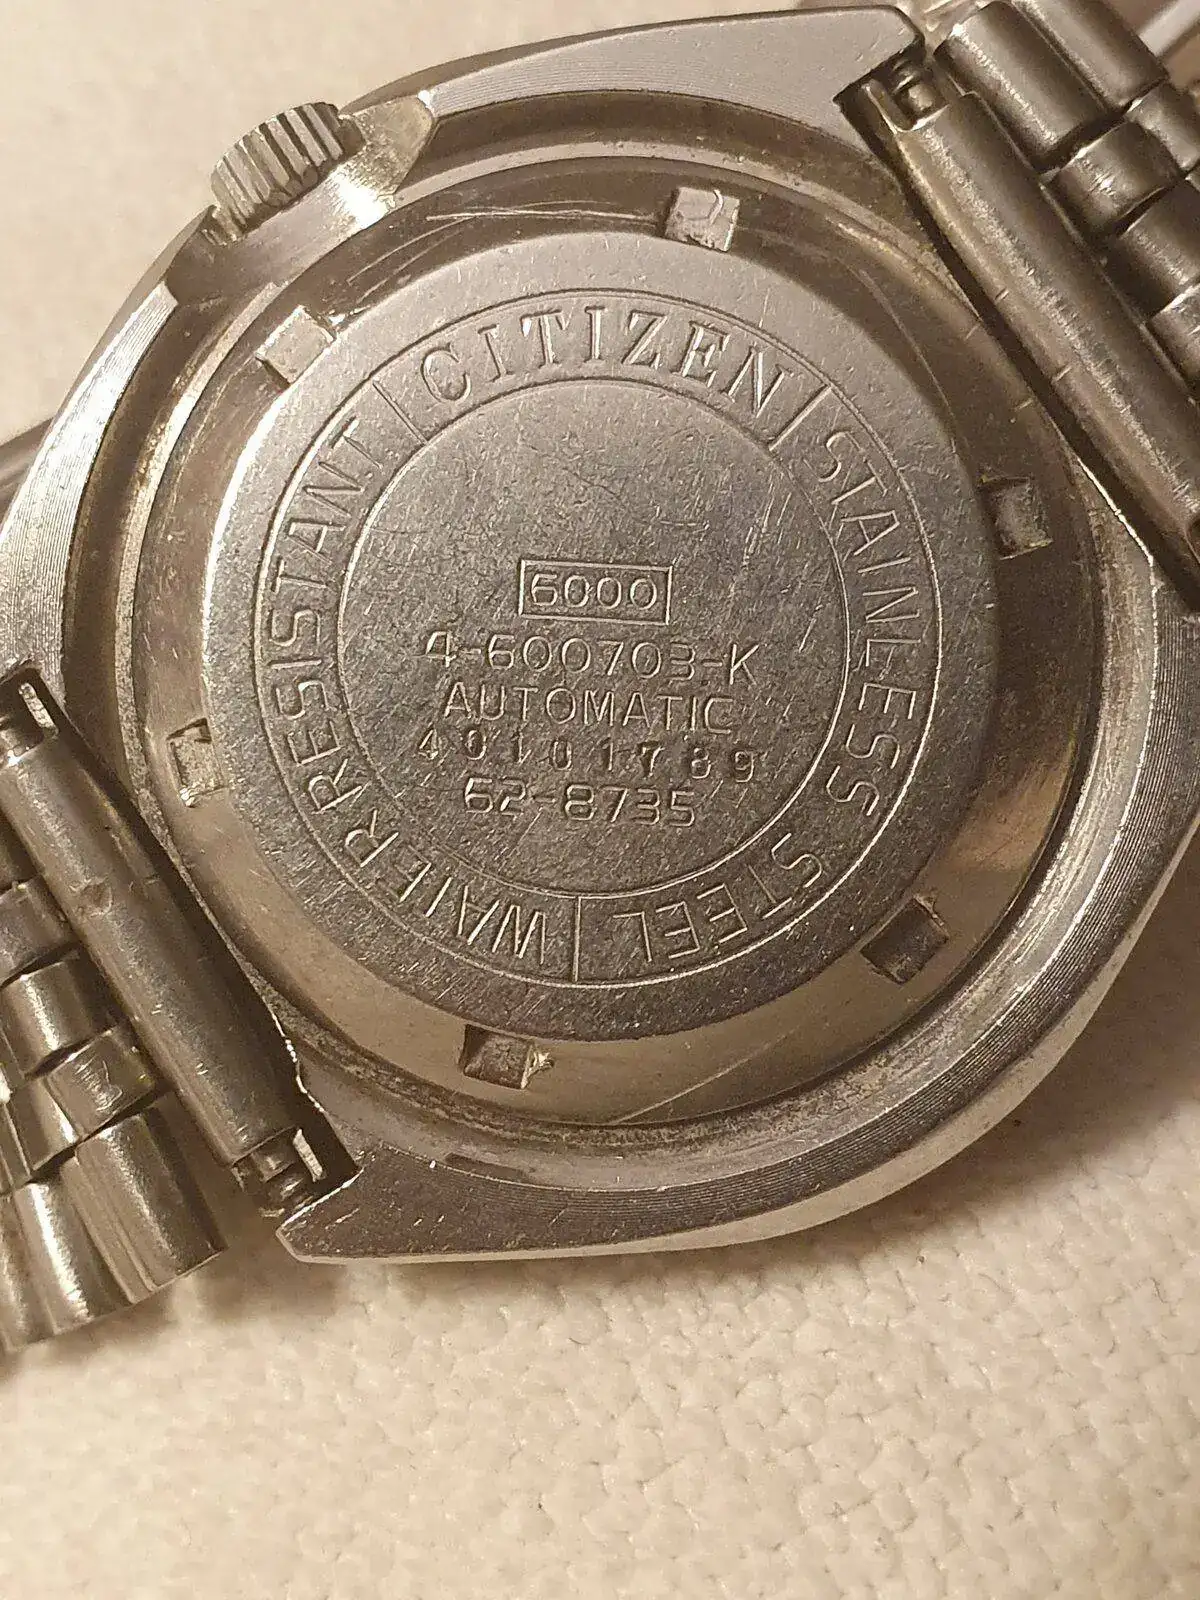 CITIZEN
STAINLESS STEEL
WATER RESISTANT
6000
4-600703-K
AUTOMATIC
40101789
62-8735